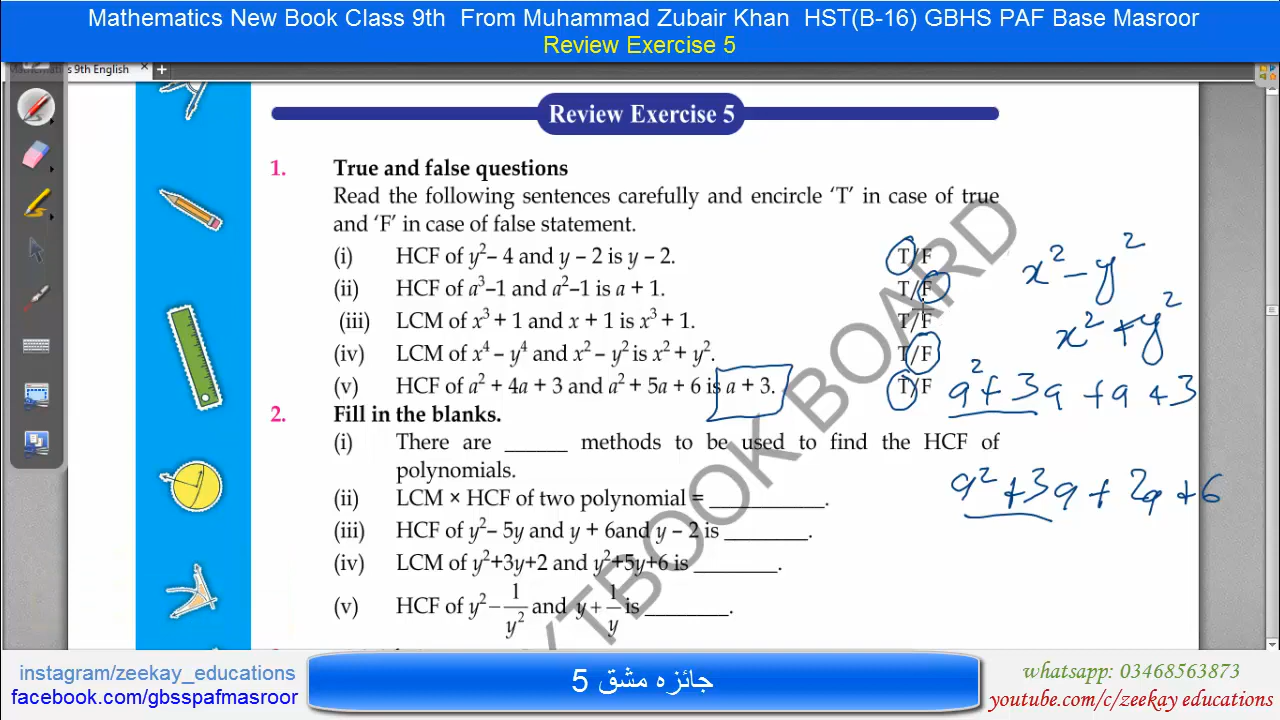 Mathematics New Book Class 9th From Muhammad Zubair Khan HST(B-16) GBHS PAF Base Masroor
Review Exercise 5
Mathematics 9th English
Review Exercise 5
1. True and false questions
Read the following sentences carefully and encircle ‘T’ in case of true
and ‘F’ in case of false statement.
(i) HCF of y² – 4 and y – 2 is y – 2. T/F
(ii) HCF of a³ –1 and a² –1 is a + 1. T/F
(iii) LCM of x³ + 1 and x + 1 is x³ + 1. T/F
(iv) LCM of x⁴ – y⁴ and x² – y² is x² + y². T/F
(v) HCF of a² + 4a + 3 and a² + 5a + 6 is a + 3. T/F
x² – y²
x² + y²
a² + 3a + a + 3
a² + 3a + 2a + 6
2. Fill in the blanks.
(i) There are ______ methods to be used to find the HCF of
polynomials.
(ii) LCM × HCF of two polynomial = ___________.
(iii) HCF of y² – 5y and y + 6and y – 2 is ________.
(iv) LCM of y²+3y+2 and y²+5y+6 is ________.
(v) HCF of y² – 1/y² and y + 1/y is ________.
TEXTBOOK BOARD
instagram/zeekay_educations
facebook.com/gbsspafmasroor
جائزہ مشق 5
whatsapp: 03468563873
youtube.com/c/zeekay educations